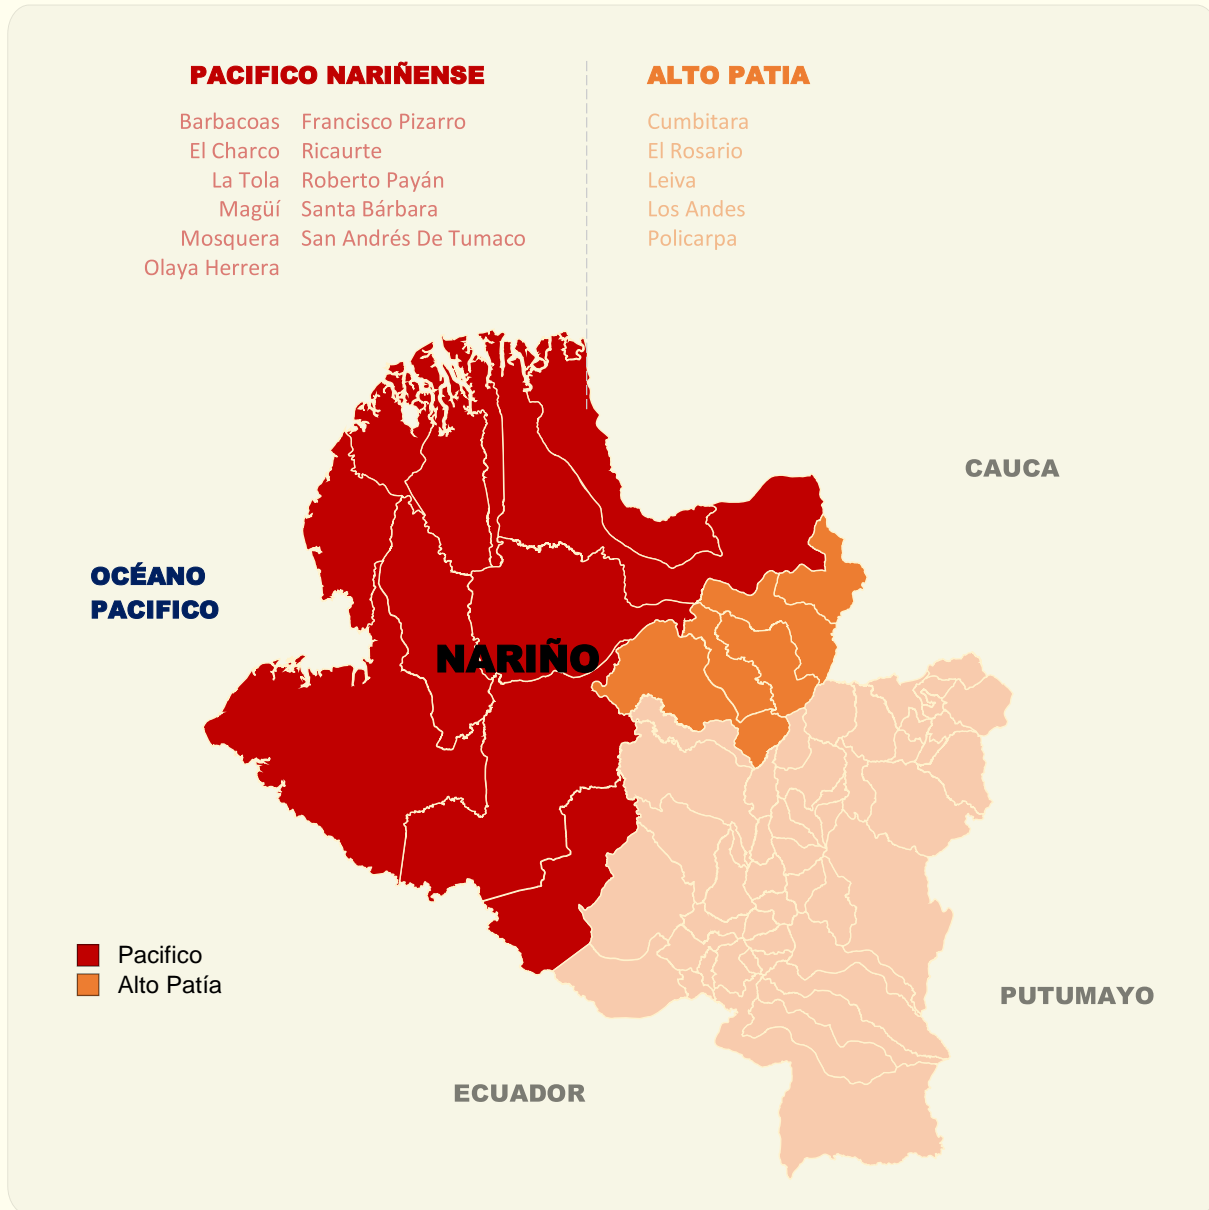 PACIFICO NARIÑENSE
Barbacoas Francisco Pizarro
El Charco Ricaurte
La Tola Roberto Payán
Magüí Santa Bárbara
Mosquera San Andrés De Tumaco
Olaya Herrera
ALTO PATIA
Cumbitara
El Rosario
Leiva
Los Andes
Policarpa
CAUCA
OCÉANO
PACIFICO
NARIÑO
Pacifico
Alto Patía
PUTUMAYO
ECUADOR